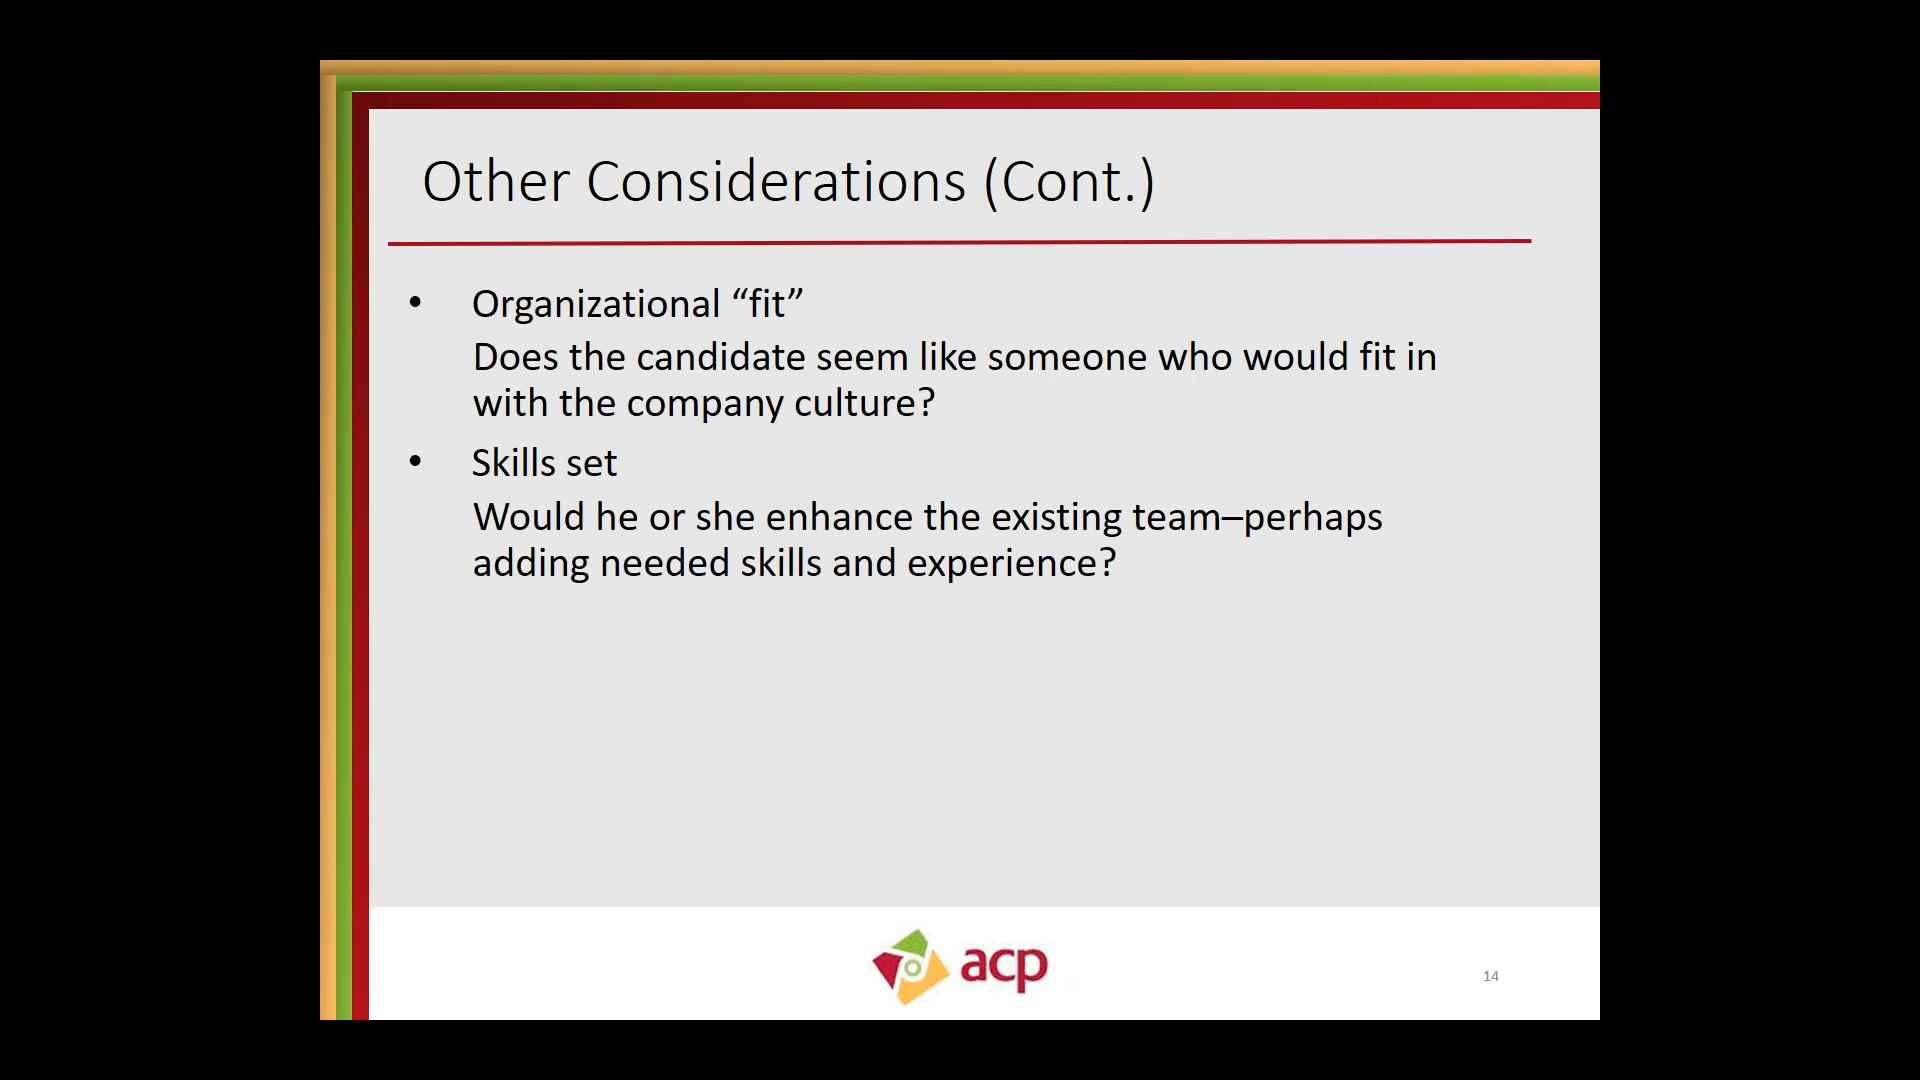 Other Considerations (Cont.)
• Organizational “fit”
Does the candidate seem like someone who would fit in
with the company culture?
• Skills set
Would he or she enhance the existing team–perhaps
adding needed skills and experience?
acp
14